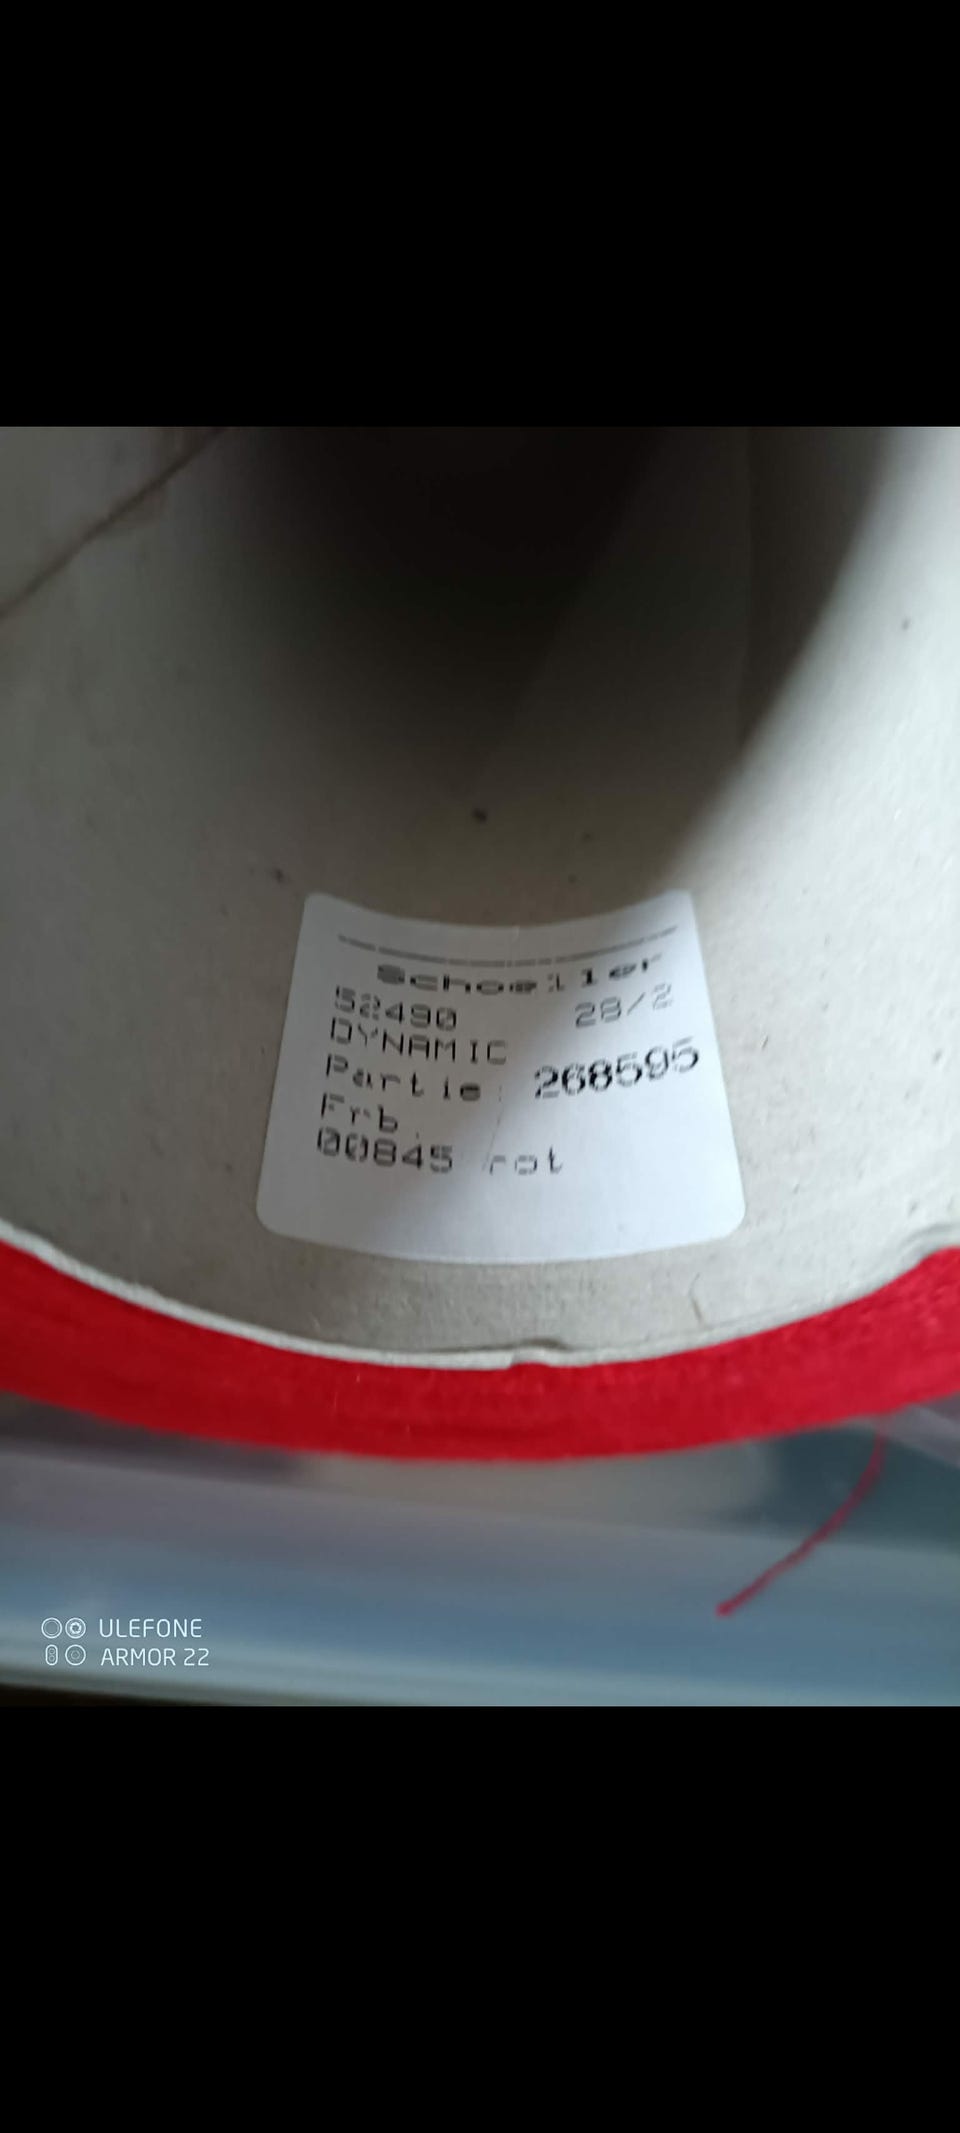 Schoeller
52490 28/2
DYNAMIC
Partie: 268595
Frb.
00845 rot
ULEFONE
ARMOR 22